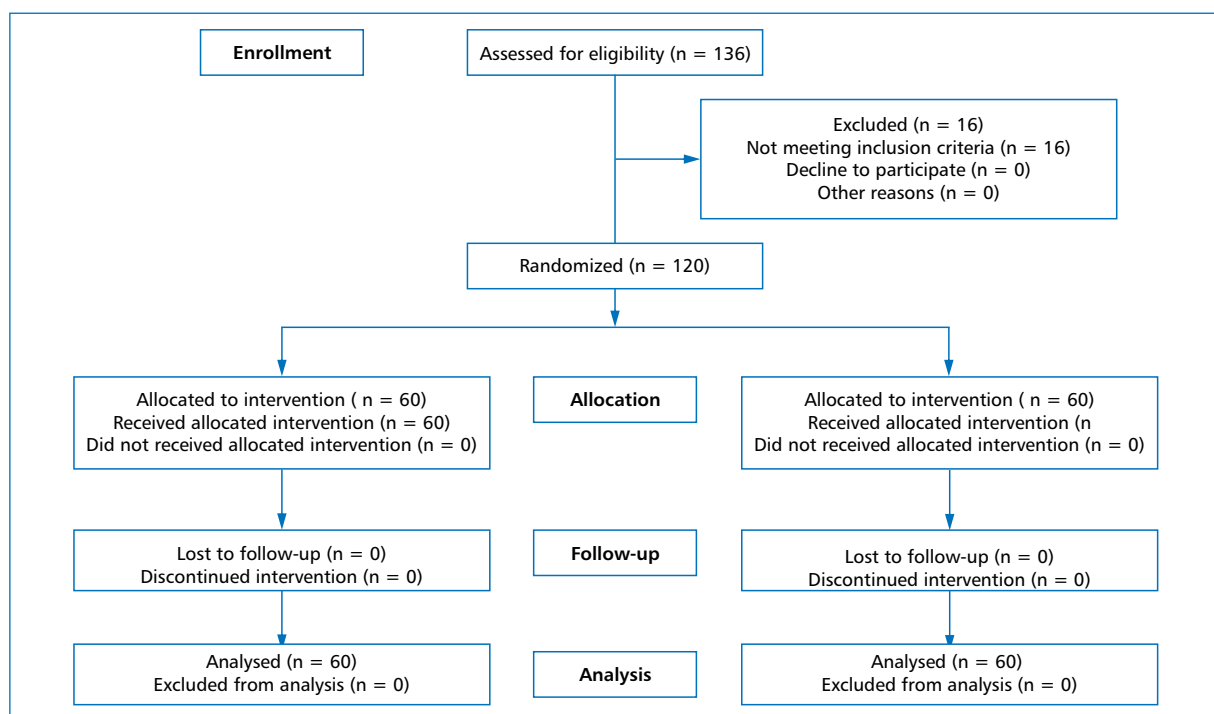 Enrollment
Assessed for eligibility (n = 136)
Excluded (n = 16)
Not meeting inclusion criteria (n = 16)
Decline to participate (n = 0)
Other reasons (n = 0)
Randomized (n = 120)
Allocated to intervention ( n = 60)
Received allocated intervention (n = 60)
Did not received allocated intervention (n = 0)
Allocation
Allocated to intervention ( n = 60)
Received allocated intervention (n
Did not received allocated intervention (n = 0)
Lost to follow-up (n = 0)
Discontinued intervention (n = 0)
Follow-up
Lost to follow-up (n = 0)
Discontinued intervention (n = 0)
Analysed (n = 60)
Excluded from analysis (n = 0)
Analysis
Analysed (n = 60)
Excluded from analysis (n = 0)